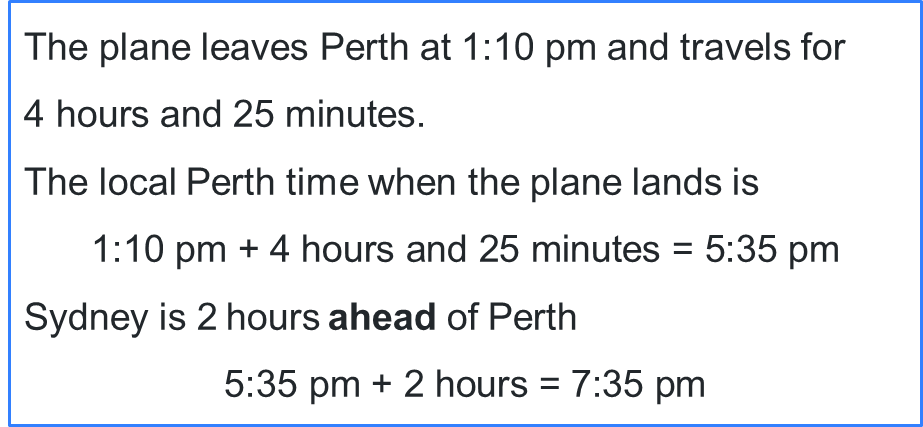 The plane leaves Perth at 1:10 pm and travels for
4 hours and 25 minutes.
The local Perth time when the plane lands is
1:10 pm + 4 hours and 25 minutes = 5:35 pm
Sydney is 2 hours ahead of Perth
5:35 pm + 2 hours = 7:35 pm